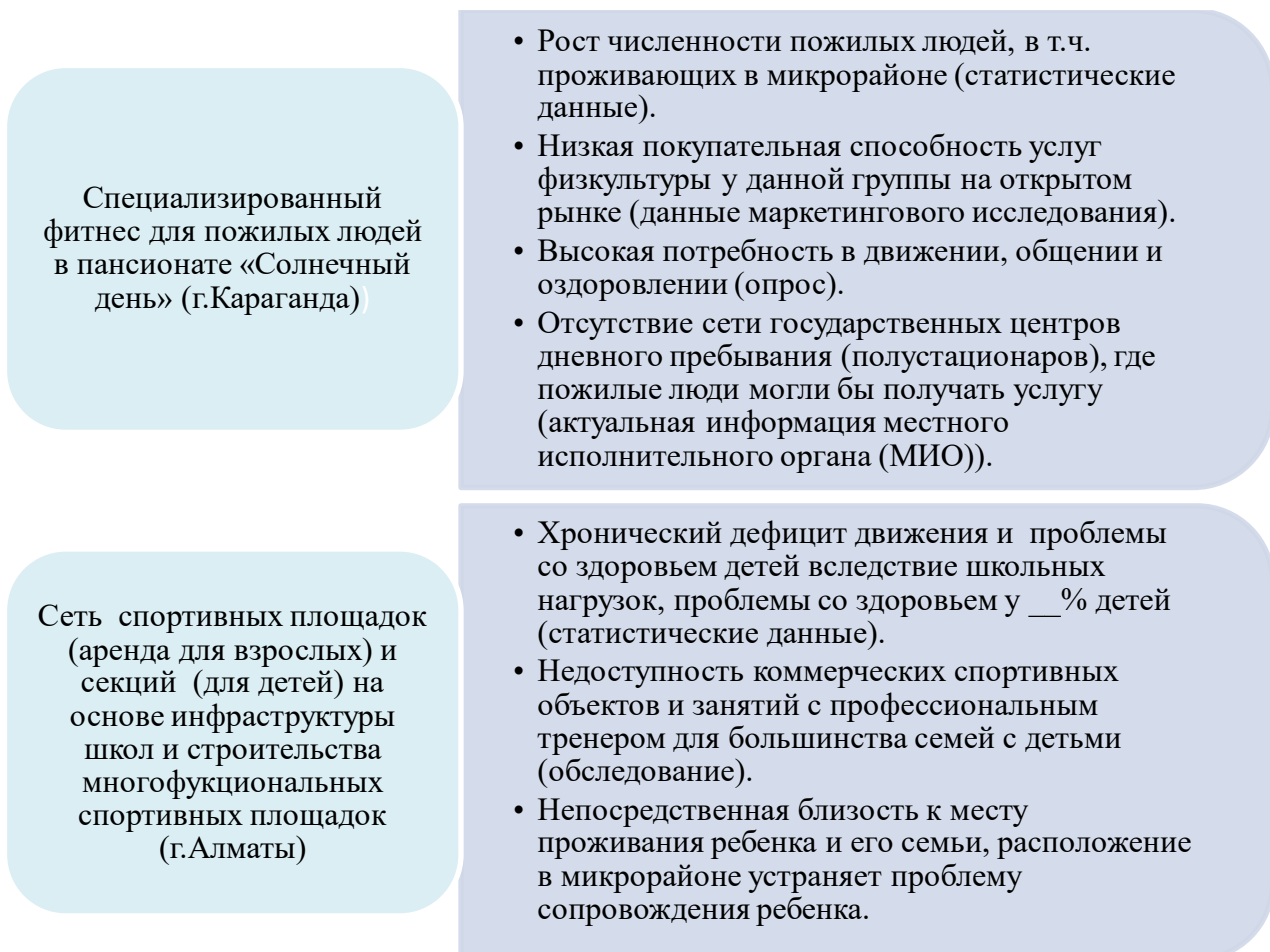 Специализированный
фитнес для пожилых людей
в пансионате «Солнечный
день» (г.Караганда))
• Рост численности пожилых людей, в т.ч.
проживающих в микрорайоне (статистические
данные).
• Низкая покупательная способность услуг
физкультуры у данной группы на открытом
рынке (данные маркетингового исследования).
• Высокая потребность в движении, общении и
оздоровлении (опрос).
• Отсутствие сети государственных центров
дневного пребывания (полустационаров), где
пожилые люди могли бы получать услугу
(актуальная информация местного
исполнительного органа (МИО)).
Сеть спортивных площадок
(аренда для взрослых) и
секций (для детей) на
основе инфраструктуры
школ и строительства
многофукциональных
спортивных площадок
(г.Алматы)
• Хронический дефицит движения и проблемы
со здоровьем детей вследствие школьных
нагрузок, проблемы со здоровьем у __% детей
(статистические данные).
• Недоступность коммерческих спортивных
объектов и занятий с профессиональным
тренером для большинства семей с детьми
(обследование).
• Непосредственная близость к месту
проживания ребенка и его семьи, расположение
в микрорайоне устраняет проблему
сопровождения ребенка.